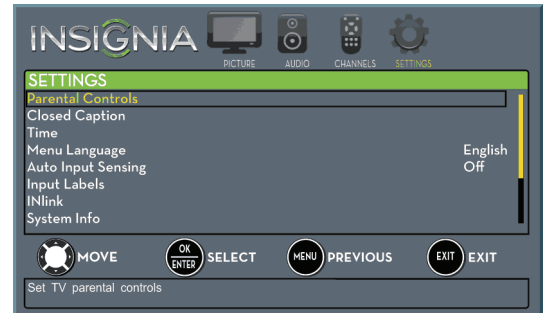 INSIGNIA
PICTURE AUDIO CHANNELS SETTINGS
SETTINGS
Parental Controls
Closed Caption
Time
Menu Language English
Auto Input Sensing Off
Input Labels
INlink
System Info
MOVE OK ENTER SELECT MENU PREVIOUS EXIT EXIT
Set TV parental controls